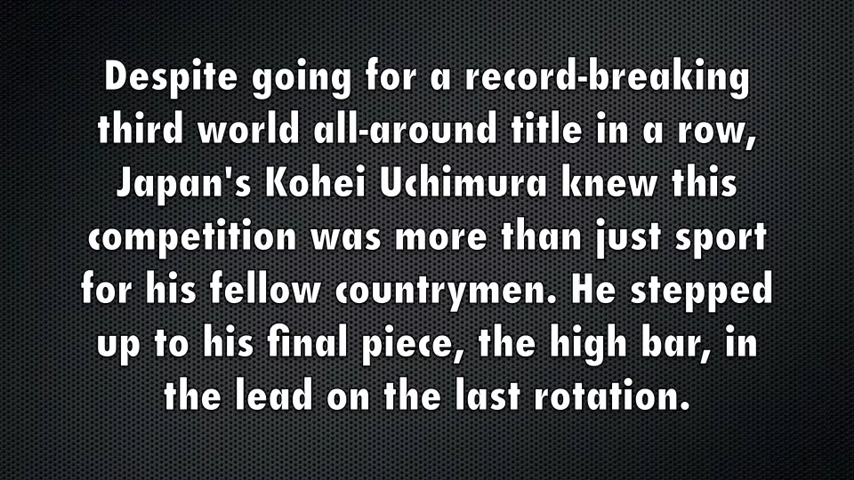 Despite going for a record-breaking
third world all-around title in a row,
Japan's Kohei Uchimura knew this
competition was more than just sport
for his fellow countrymen. He stepped
up to his final piece, the high bar, in
the lead on the last rotation.